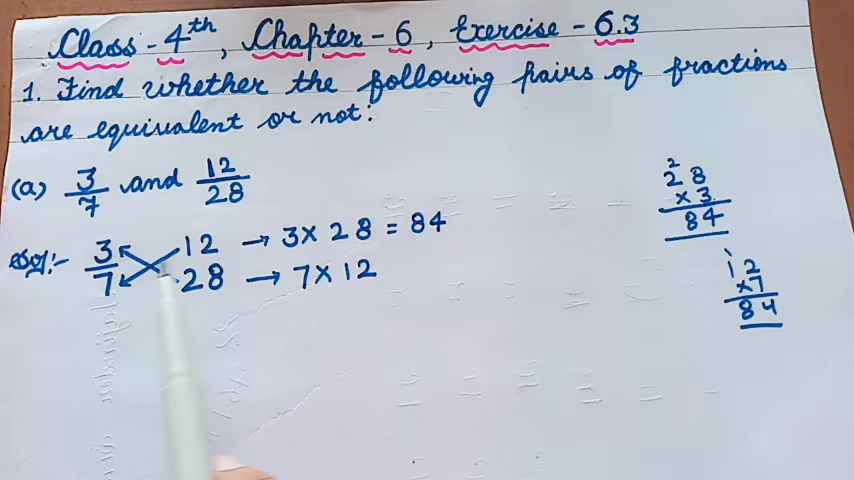 Class - 4th, Chapter - 6, Exercise - 6.3
1. Find whether the following pairs of fractions
are equivalent or not:
(a) 3/7 and 12/28
Sol:- 3/7 12/28 → 3 x 28 = 84
→ 7 x 12
28
x 3
84
12
x 7
84